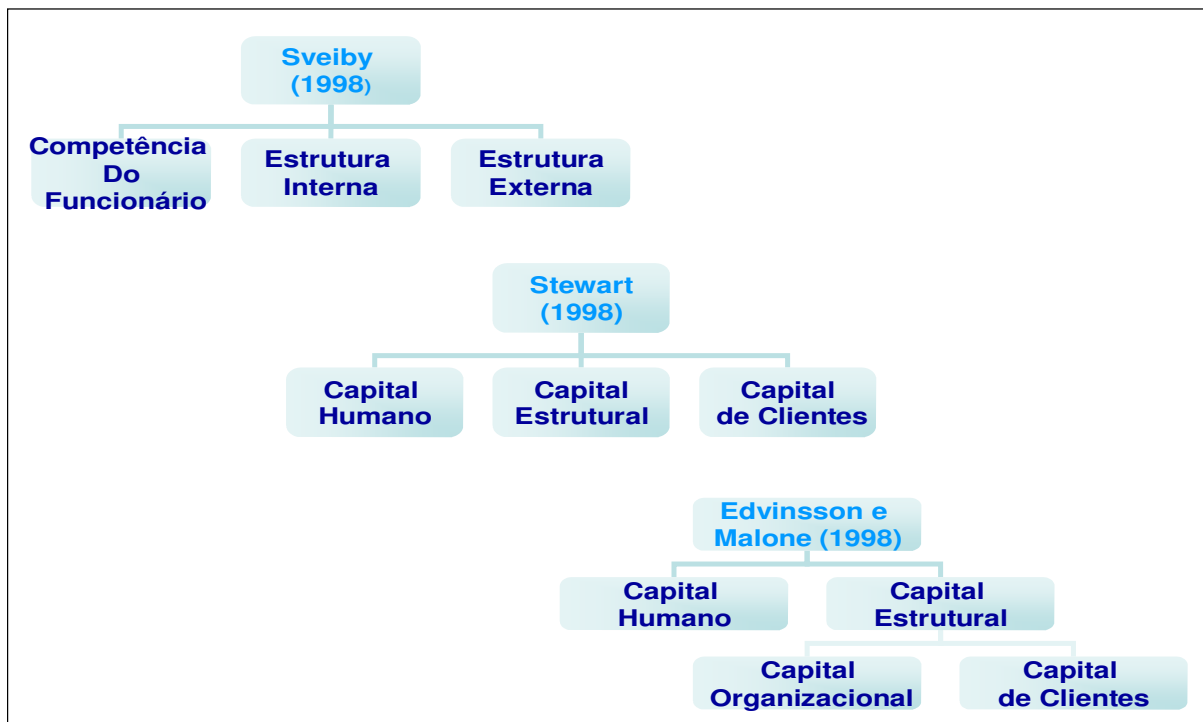 Sveiby
(1998)
Competência
Do
Funcionário
Estrutura
Interna
Estrutura
Externa
Stewart
(1998)
Capital
Humano
Capital
Estrutural
Capital
de Clientes
Edvinsson e
Malone (1998)
Capital
Humano
Capital
Estrutural
Capital
Organizacional
Capital
de Clientes